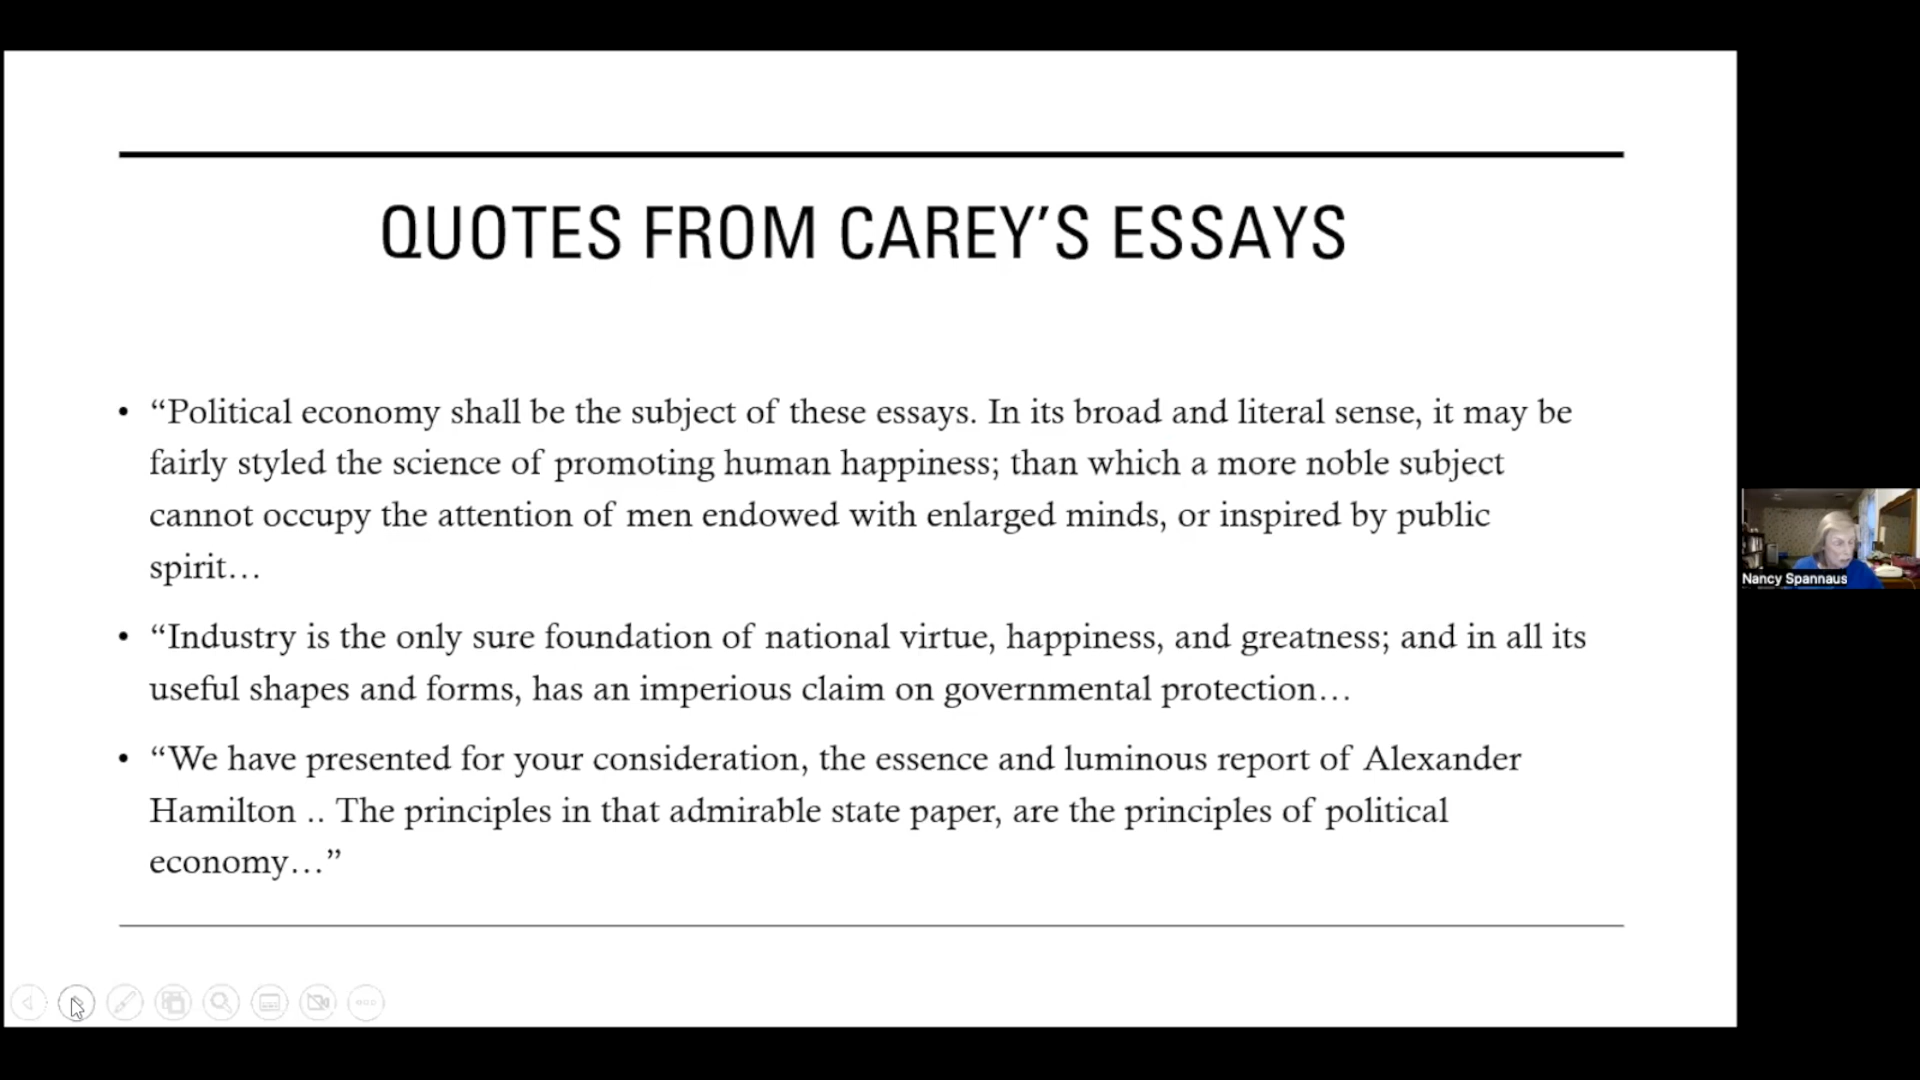 QUOTES FROM CAREY’S ESSAYS
• “Political economy shall be the subject of these essays. In its broad and literal sense, it may be
fairly styled the science of promoting human happiness; than which a more noble subject
cannot occupy the attention of men endowed with enlarged minds, or inspired by public
spirit…
• “Industry is the only sure foundation of national virtue, happiness, and greatness; and in all its
useful shapes and forms, has an imperious claim on governmental protection…
• “We have presented for your consideration, the essence and luminous report of Alexander
Hamilton .. The principles in that admirable state paper, are the principles of political
economy…”
Nancy Spannaus